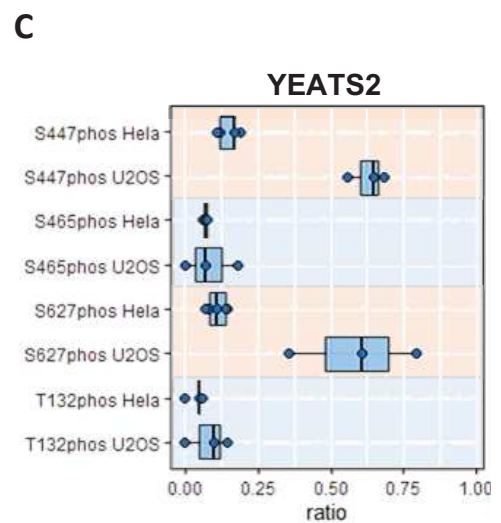 C
YEATS2
S447phos Hela
S447phos U2OS
S465phos Hela
S465phos U2OS
S627phos Hela
S627phos U2OS
T132phos Hela
T132phos U2OS
0.00 0.25 0.50 0.75 1.00
ratio